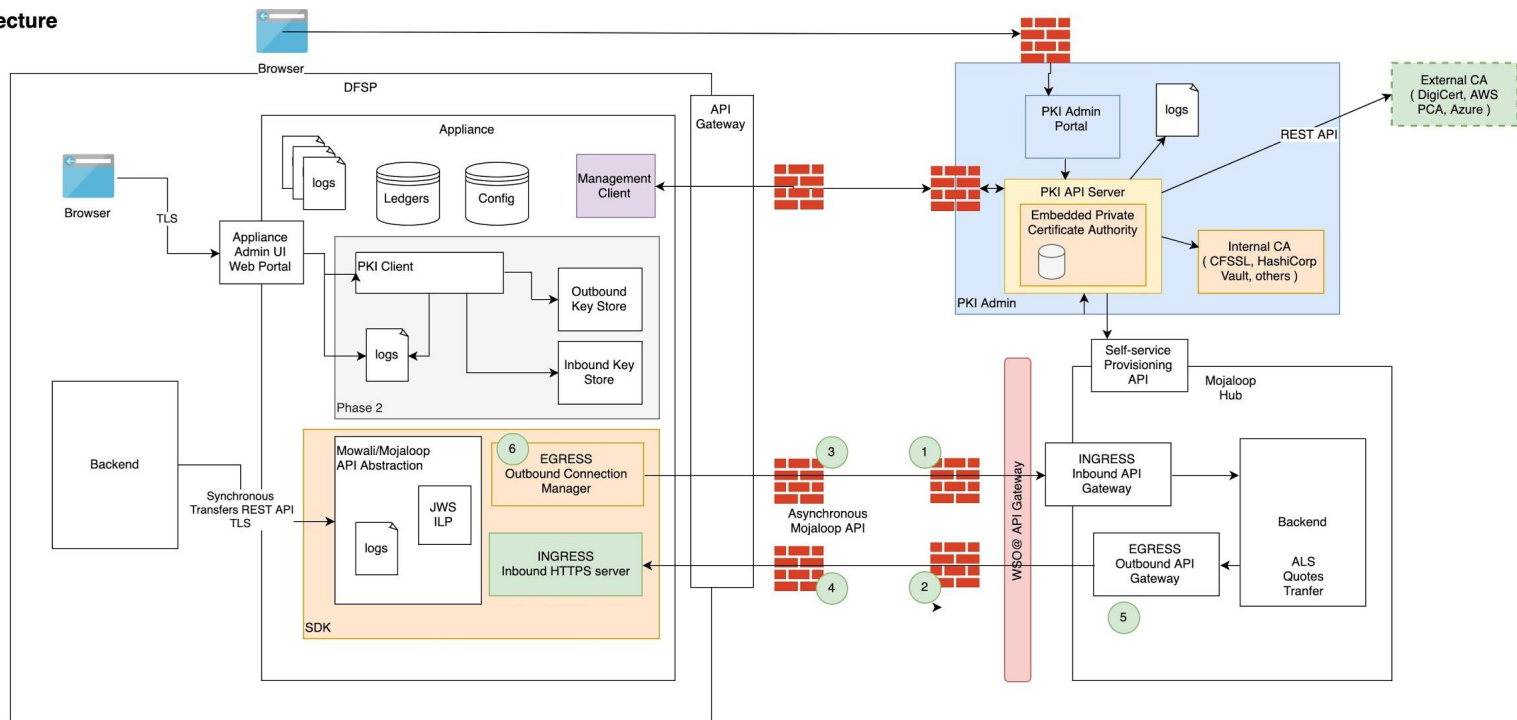 ecture
Browser
DFSP
API
Gateway
Appliance
logs
Ledgers
Config
Management
Client
Browser
TLS
Appliance
Admin UI
Web Portal
PKI Client
Outbound
Key Store
logs
Inbound Key
Store
Phase 2
Backend
Synchronous
Transfers REST API
TLS
Mowali/Mojaloop
API Abstraction
JWS
ILP
logs
6
EGRESS
Outbound Connection
Manager
INGRESS
Inbound HTTPS server
SDK
3
1
Asynchronous
Mojaloop API
4
2
WSO@ API Gateway
PKI Admin
Portal
logs
REST API
External CA
( DigiCert, AWS
PCA, Azure )
PKI API Server
Embedded Private
Certificate Authority
Internal CA
( CFSSL, HashiCorp
Vault, others )
PKI Admin
Self-service
Provisioning
API
Mojaloop
Hub
INGRESS
Inbound API
Gateway
EGRESS
Outbound API
Gateway
5
Backend
ALS
Quotes
Tranfer